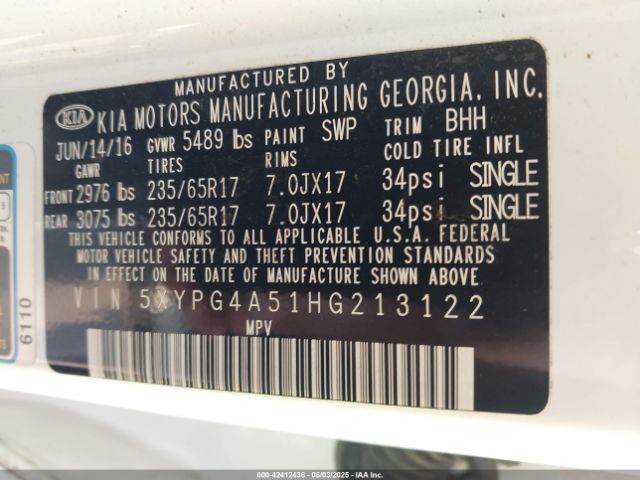 MANUFACTURED BY
KIA KIA MOTORS MANUFACTURING GEORGIA, INC.
JUN/14/16 GVWR 5489 lbs PAINT SWP TRIM BHH
GAWR TIRES RIMS COLD TIRE INFL
FRONT 2976 lbs 235/65R17 7.0JX17 34psi SINGLE
REAR 3075 lbs 235/65R17 7.0JX17 34psi SINGLE
THIS VEHICLE CONFORMS TO ALL APPLICABLE U.S.A. FEDERAL
MOTOR VEHICLE SAFETY AND THEFT PREVENTION STANDARDS
IN EFFECT ON THE DATE OF MANUFACTURE SHOWN ABOVE.
VIN 5XYPG4A51HG213122
MPV
6110
000-42412436 - 06/03/2025 - IAA Inc.